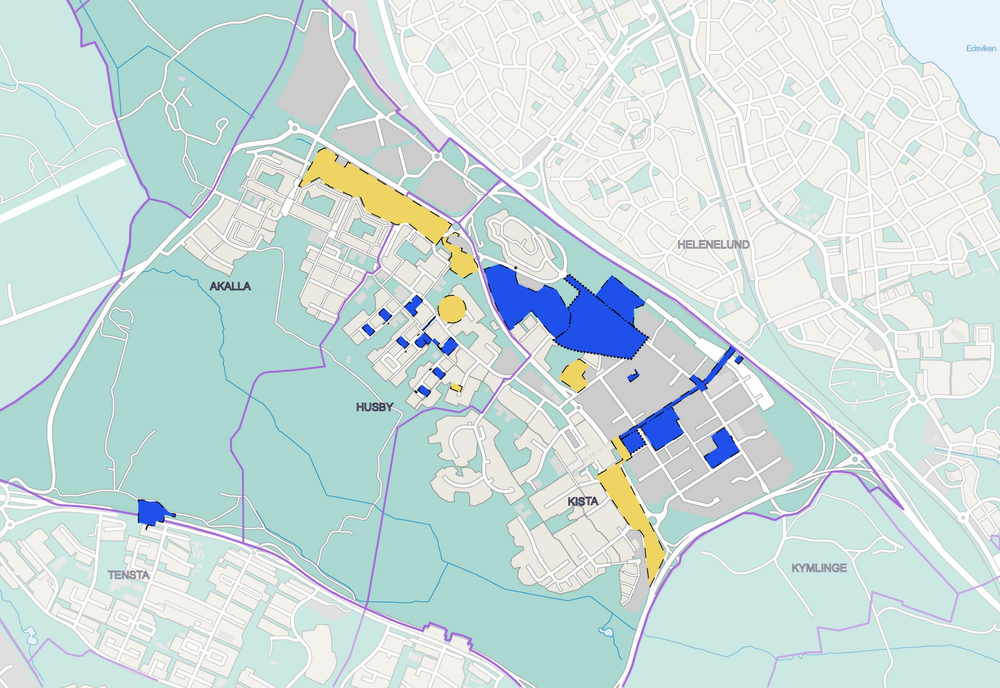 Edsviken
HELENELUND
AKALLA
HUSBY
KISTA
KYMLINGE
TENSTA